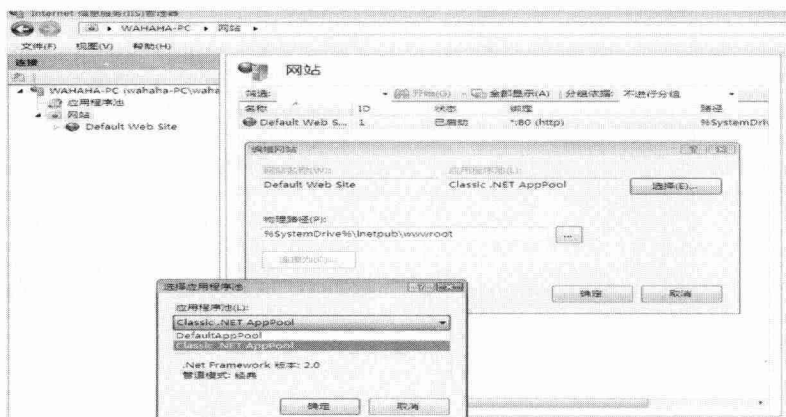 Internet 信息服务(IIS)管理器
WAHAHA-PC ▸ 网站 ▸
文件(F) 视图(V) 帮助(H)
连接
WAHAHA-PC (wahaha-PC\waha
应用程序池
网站
Default Web Site
网站
筛选: 开始(G) 全部显示(A) 分组依据: 不进行分组
名称 ID 状态 绑定 路径
Default Web S... 1 已启动 *:80 (http) %SystemDriv
编辑网站
网站名称(W): 应用程序池(L):
Default Web Site Classic .NET AppPool 选择(E)...
物理路径(P):
%SystemDrive%\inetpub\wwwroot ...
确定 取消
选择应用程序池
应用程序池(L):
Classic .NET AppPool
DefaultAppPool
Classic .NET AppPool
.Net Framework 版本: 2.0
管道模式: 经典
确定 取消